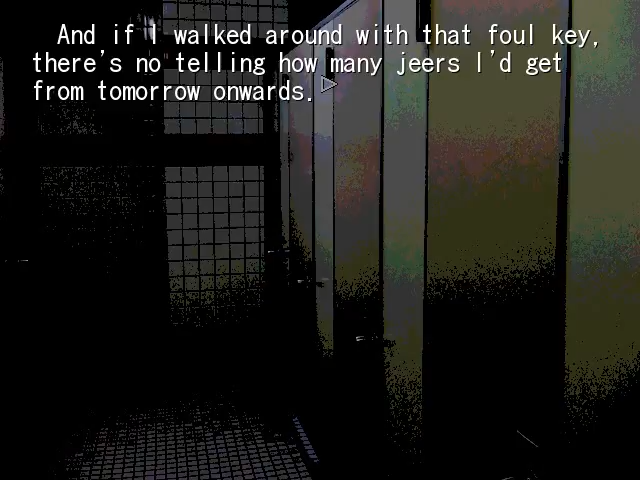 And if I walked around with that foul key,
there's no telling how many jeers I'd get
from tomorrow onwards.